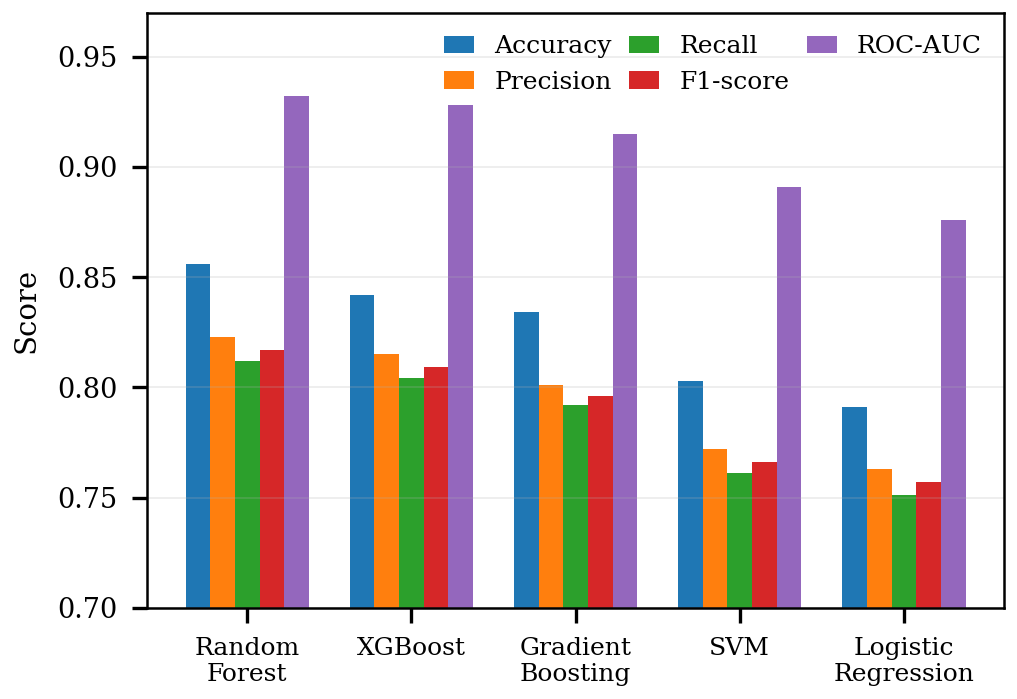 Accuracy
Precision
Recall
F1-score
ROC-AUC
Score
0.95
0.90
0.85
0.80
0.75
0.70
Random
Forest
XGBoost
Gradient
Boosting
SVM
Logistic
Regression